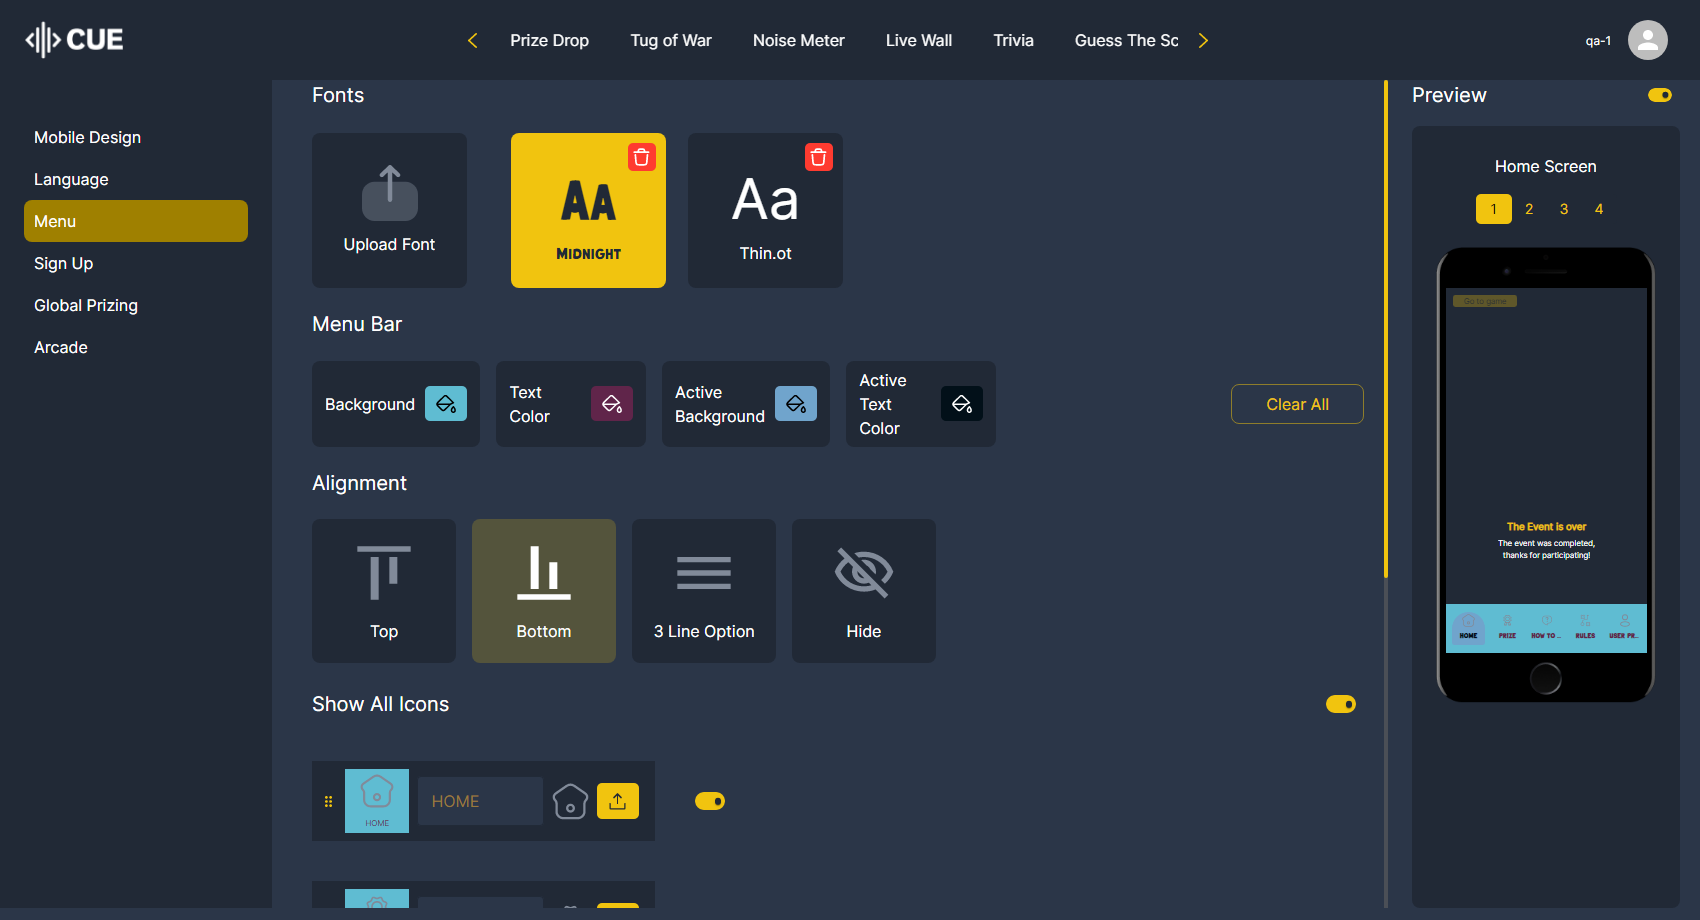 CUE
Prize Drop
Tug of War
Noise Meter
Live Wall
Trivia
Guess The Sc
qa-1
Mobile Design
Language
Menu
Sign Up
Global Prizing
Arcade
Fonts
Upload Font
AA
MIDNIGHT
Aa
Thin.ot
Menu Bar
Background
Text
Color
Active
Background
Active
Text
Color
Clear All
Alignment
Top
Bottom
3 Line Option
Hide
Show All Icons
HOME
HOME
Preview
Home Screen
1 2 3 4
Go to game
The Event is over
The event was completed,
thanks for participating!
HOME
PRIZE
HOW TO ...
RULES
USER PR...